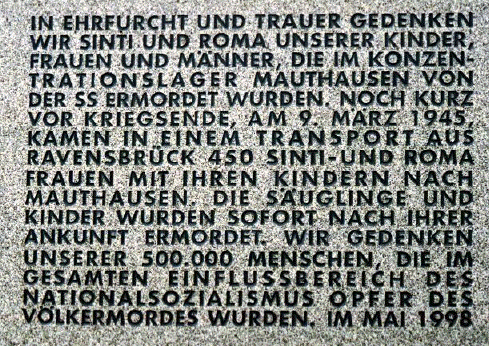 IN EHRFURCHT UND TRAUER GEDENKEN
WIR SINTI UND ROMA UNSERER KINDER,
FRAUEN UND MÄNNER, DIE IM KONZEN-
TRATIONSLAGER MAUTHAUSEN VON
DER SS ERMORDET WURDEN. NOCH KURZ
VOR KRIEGSENDE, AM 9. MÄRZ 1945,
KAMEN IN EINEM TRANSPORT AUS
RAVENSBRÜCK 450 SINTI-UND ROMA
FRAUEN MIT IHREN KINDERN NACH
MAUTHAUSEN. DIE SÄUGLINGE UND
KINDER WURDEN SOFORT NACH IHRER
ANKUNFT ERMORDET. WIR GEDENKEN
UNSERER 500.000 MENSCHEN, DIE IM
GESAMTEN EINFLUSSBEREICH DES
NATIONALSOZIALISMUS OPFER DES
VÖLKERMORDES WURDEN. IM MAI 1998